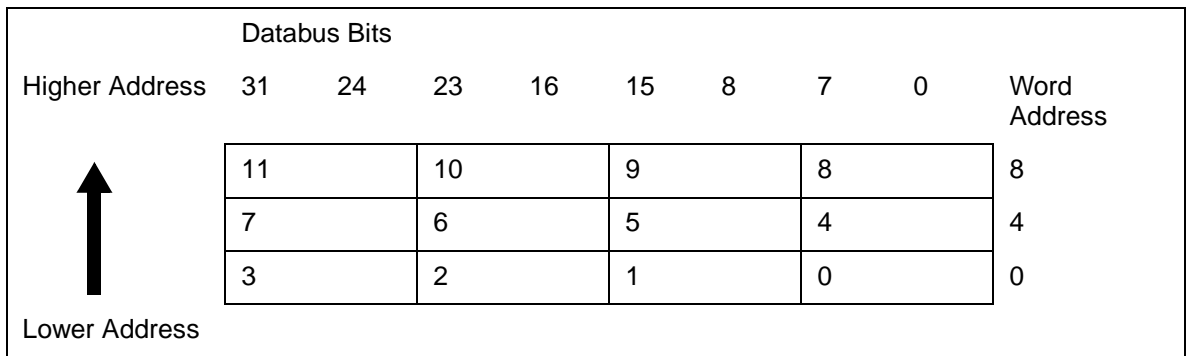 Databus Bits
Higher Address 31 24 23 16 15 8 7 0 Word
Address
11 10 9 8 8
7 6 5 4 4
3 2 1 0 0
Lower Address